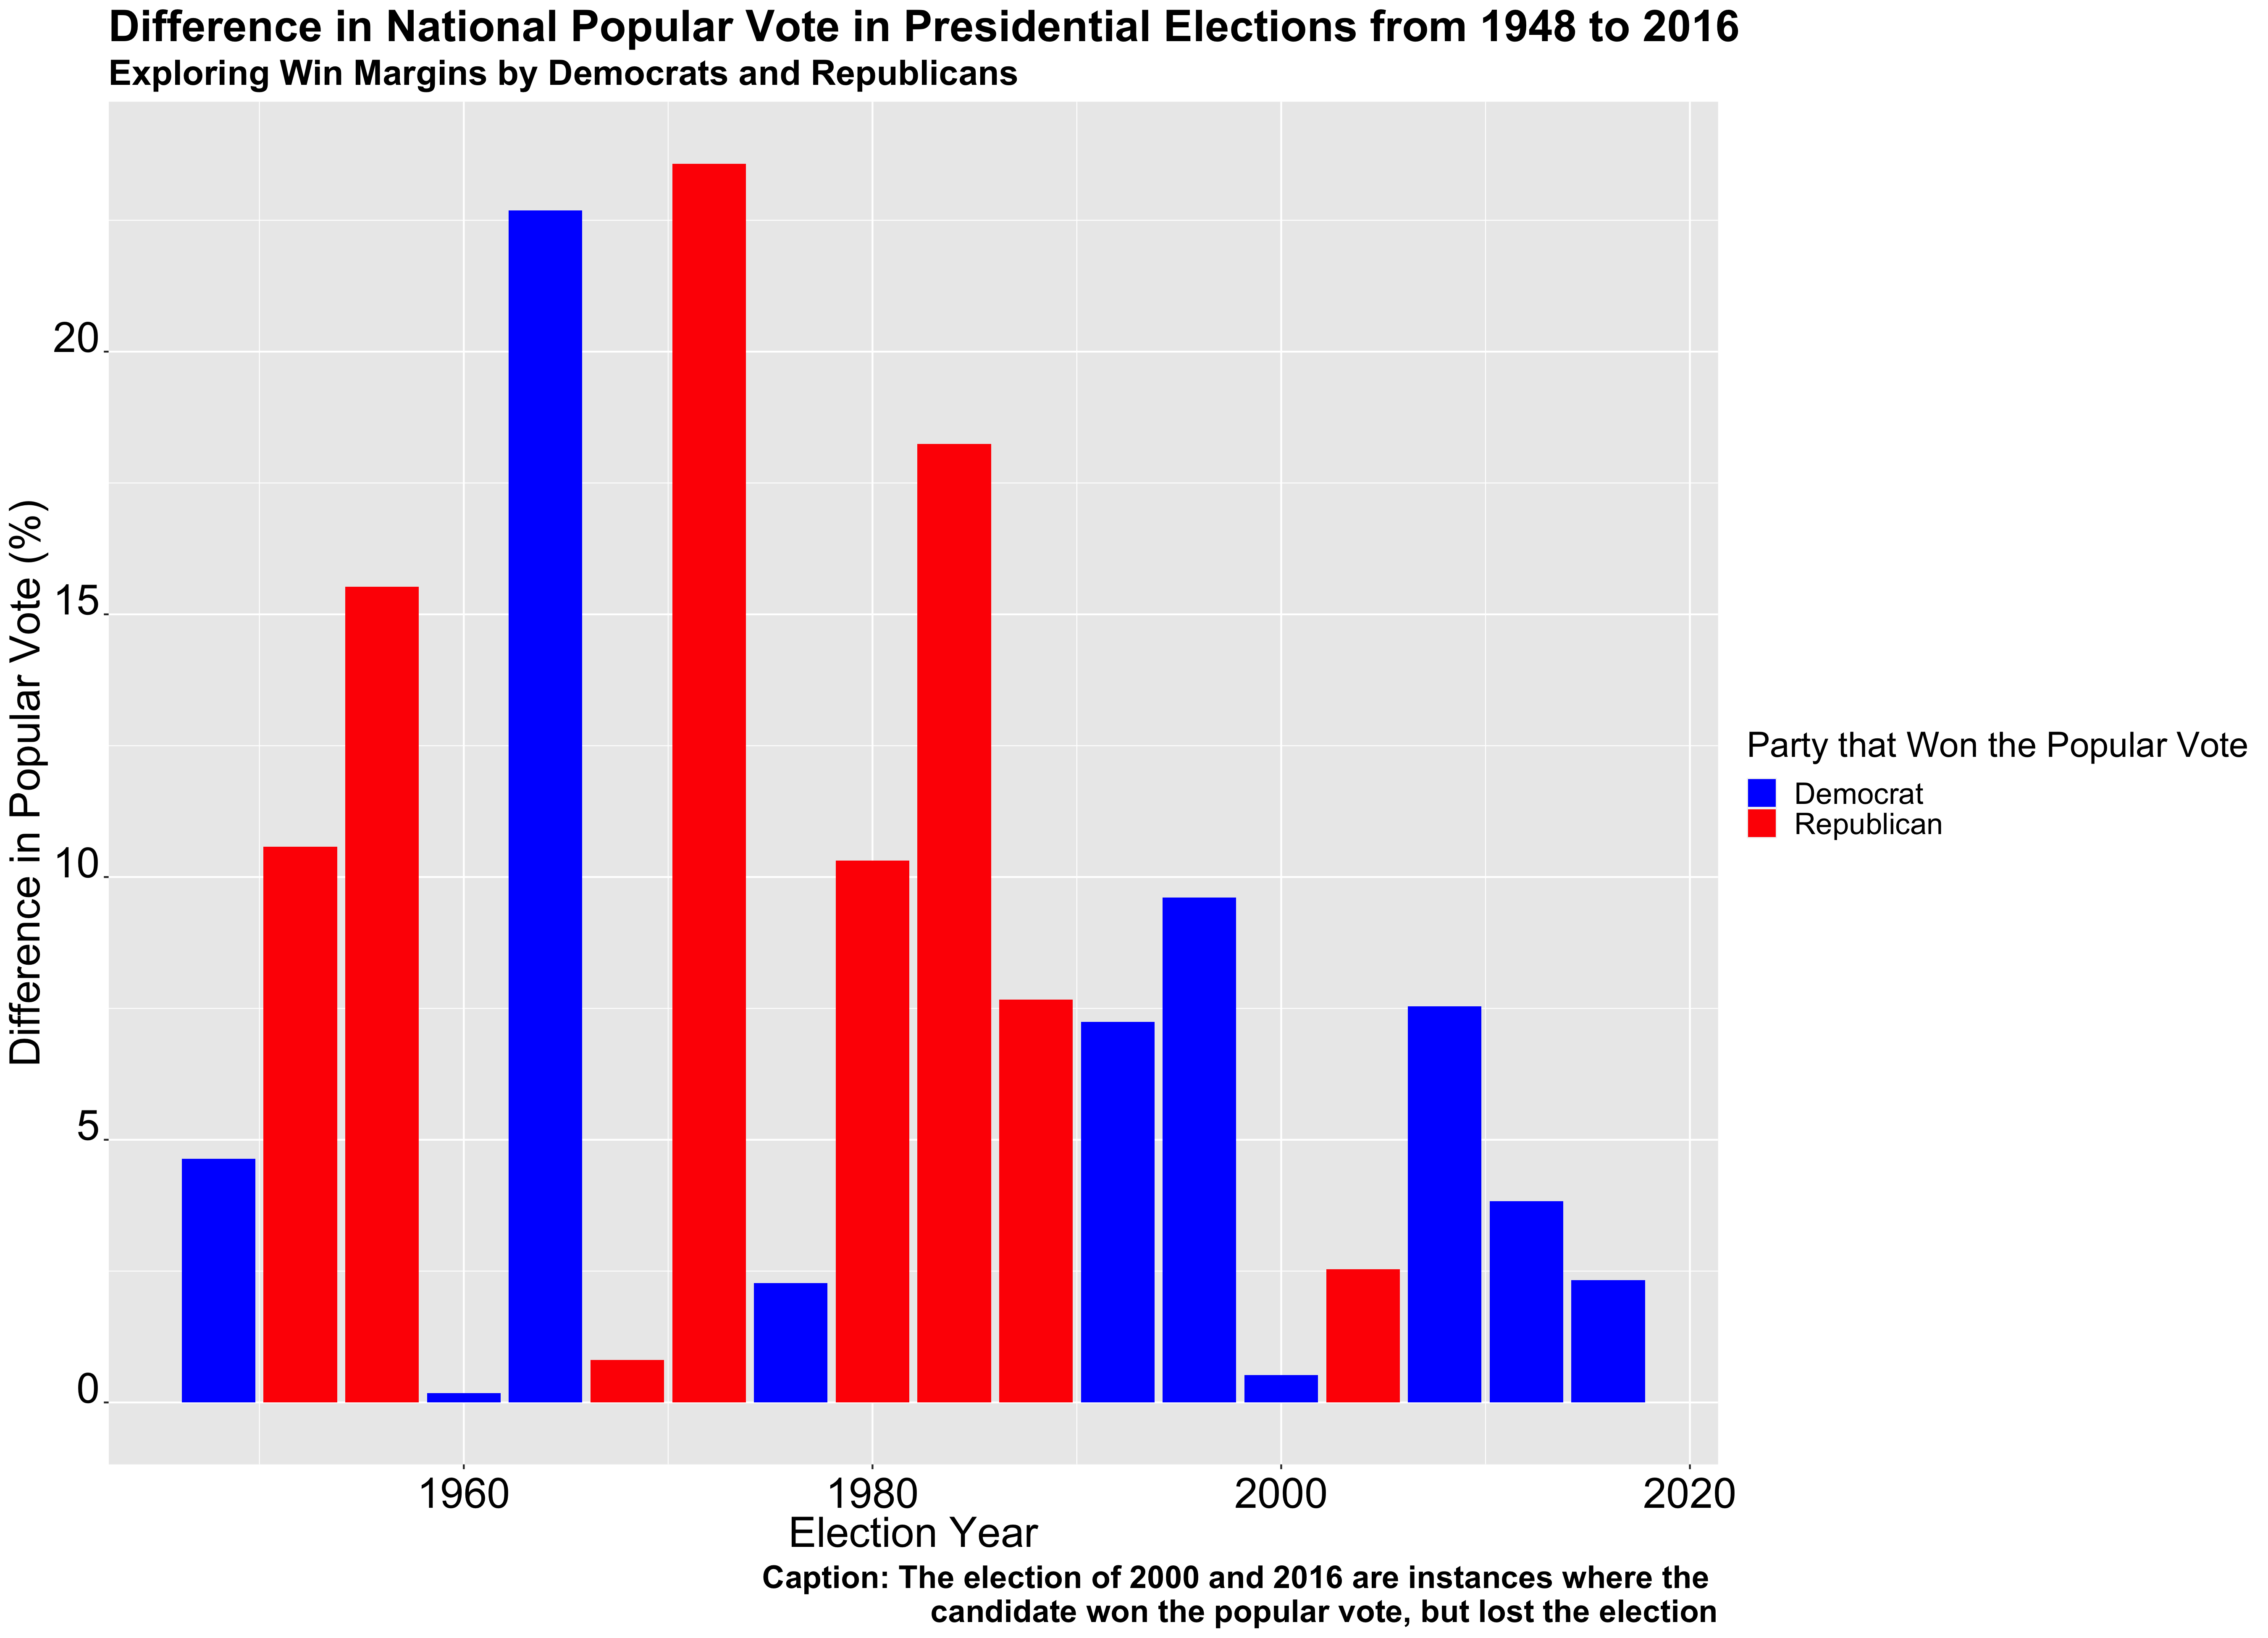 Difference in National Popular Vote in Presidential Elections from 1948 to 2016
Exploring Win Margins by Democrats and Republicans
Difference in Popular Vote (%)
20
15
10
5
0
1960 1980 2000 2020
Election Year
Party that Won the Popular Vote
Democrat
Republican
Caption: The election of 2000 and 2016 are instances where the
candidate won the popular vote, but lost the election